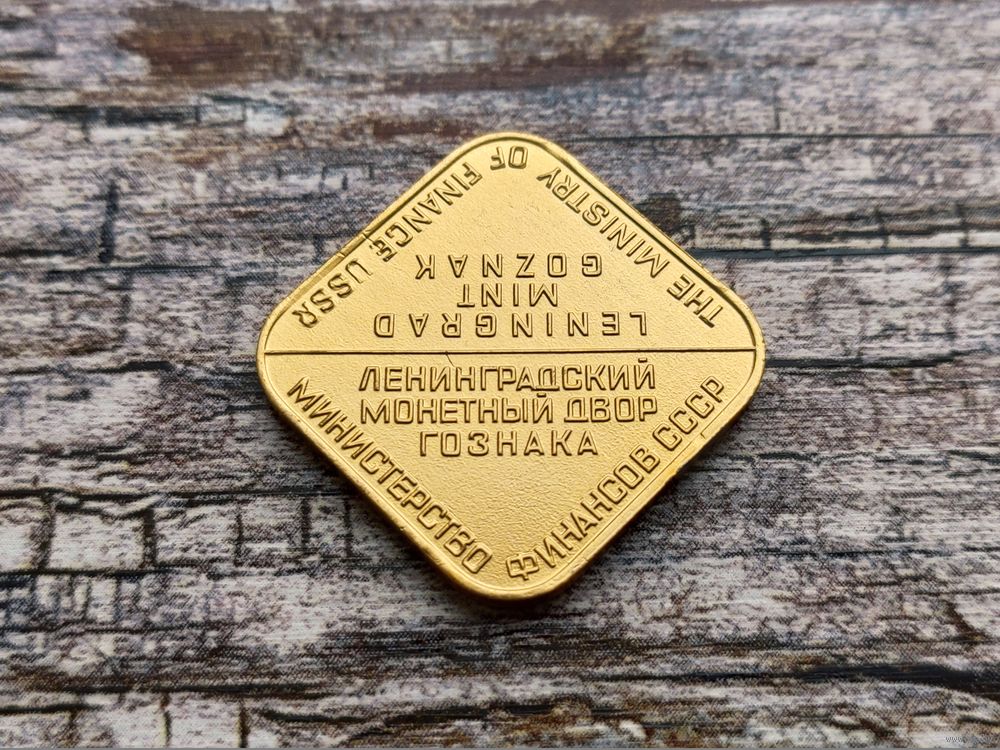 THE MINISTRY OF FINANCE USSR
LENINGRAD
MINT
GOZNAK
ЛЕНИНГРАДСКИЙ
МОНЕТНЫЙ ДВОР
ГОЗНАКА
МИНИСТЕРСТВО ФИНАНСОВ СССР